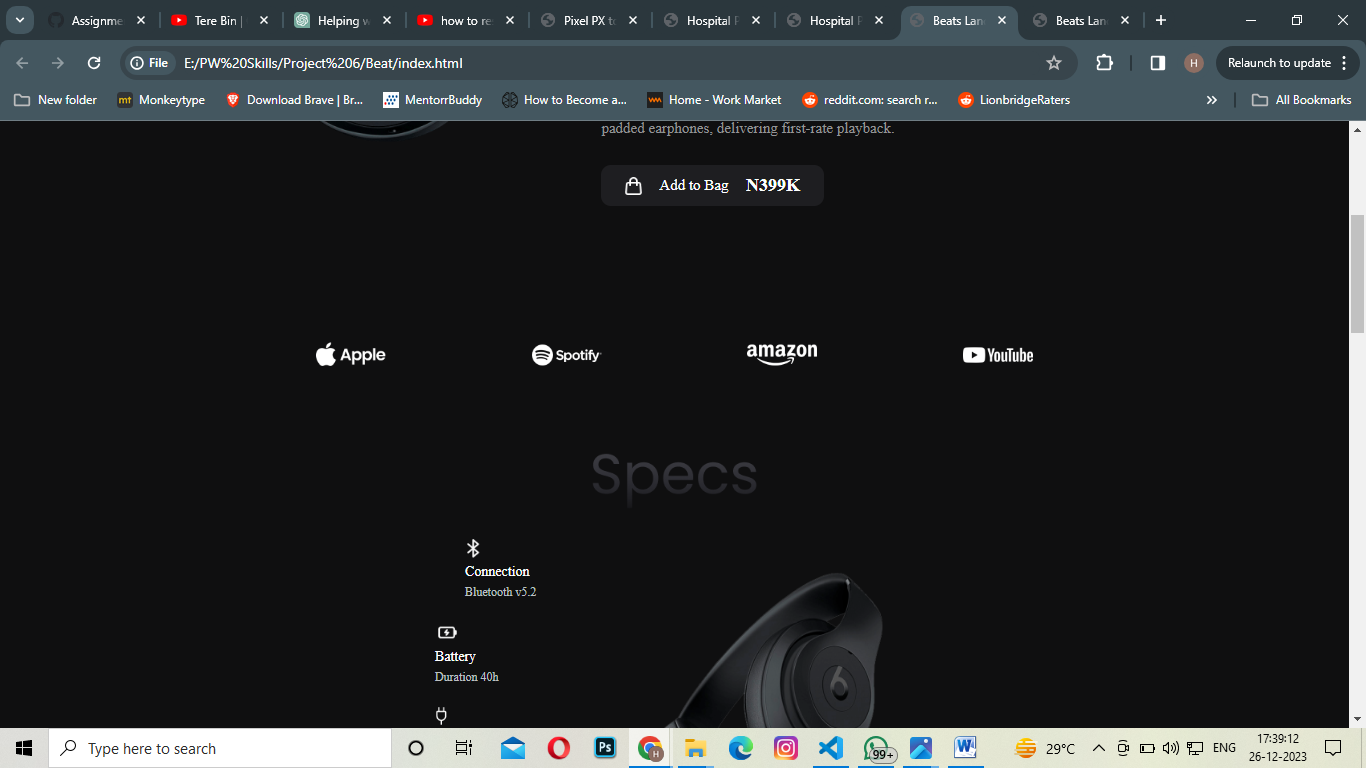 Assignme
Tere Bin |
Helping w
how to re
Pixel PX to
Hospital P
Hospital P
Beats Lan
Beats Lan
File
E:/PW%20Skills/Project%206/Beat/index.html
H
Relaunch to update
New folder
mt
Monkeytype
Download Brave | Br...
MentorrBuddy
How to Become a...
Home - Work Market
reddit.com: search r...
LionbridgeRaters
»
All Bookmarks
padded earphones, delivering first-rate playback.
Add to Bag N399K
Apple
Spotify
amazon
YouTube
Specs
Connection
Bluetooth v5.2
Battery
Duration 40h
Type here to search
Ps
H
99+
W
29°C
ENG
17:39:12
26-12-2023